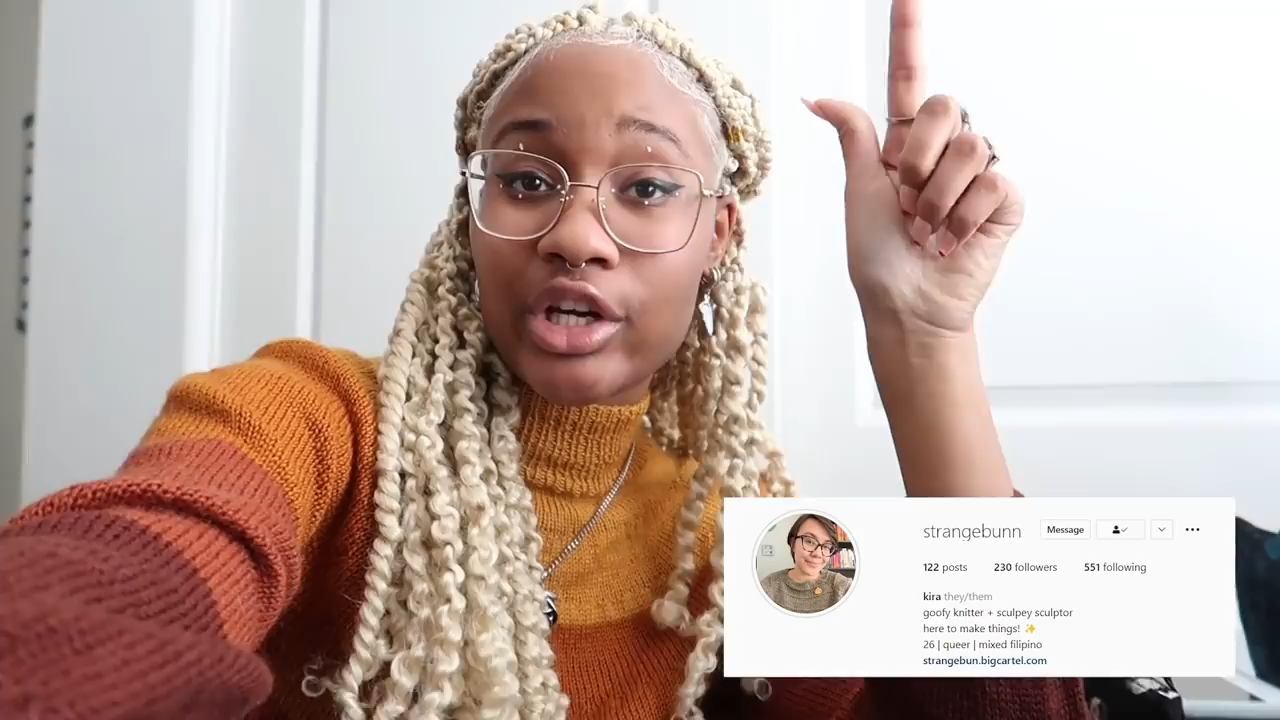 strangebunn Message
122 posts 230 followers 551 following
kira they/them
goofy knitter + sculpey sculptor
here to make things! ✨
26 | queer | mixed filipino
strangebun.bigcartel.com